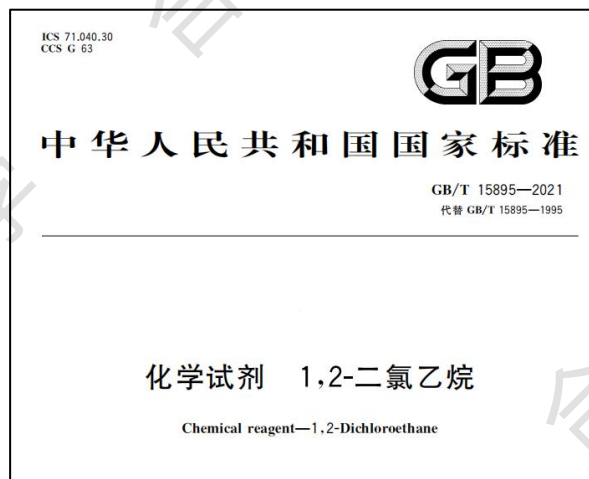 ICS 71.040.30
CCS G 63
GB
中华人民共和国国家标准
GB/T 15895—2021
代替 GB/T 15895—1995
化学试剂 1,2-二氯乙烷
Chemical reagent—1,2-Dichloroethane